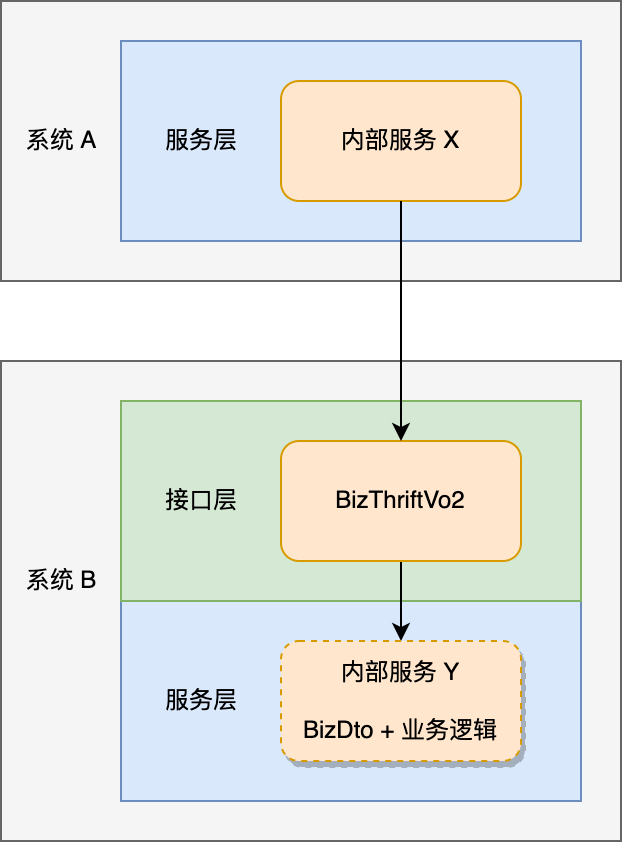 系统 A
服务层
内部服务 X
接口层
BizThriftVo2
系统 B
服务层
内部服务 Y
BizDto + 业务逻辑